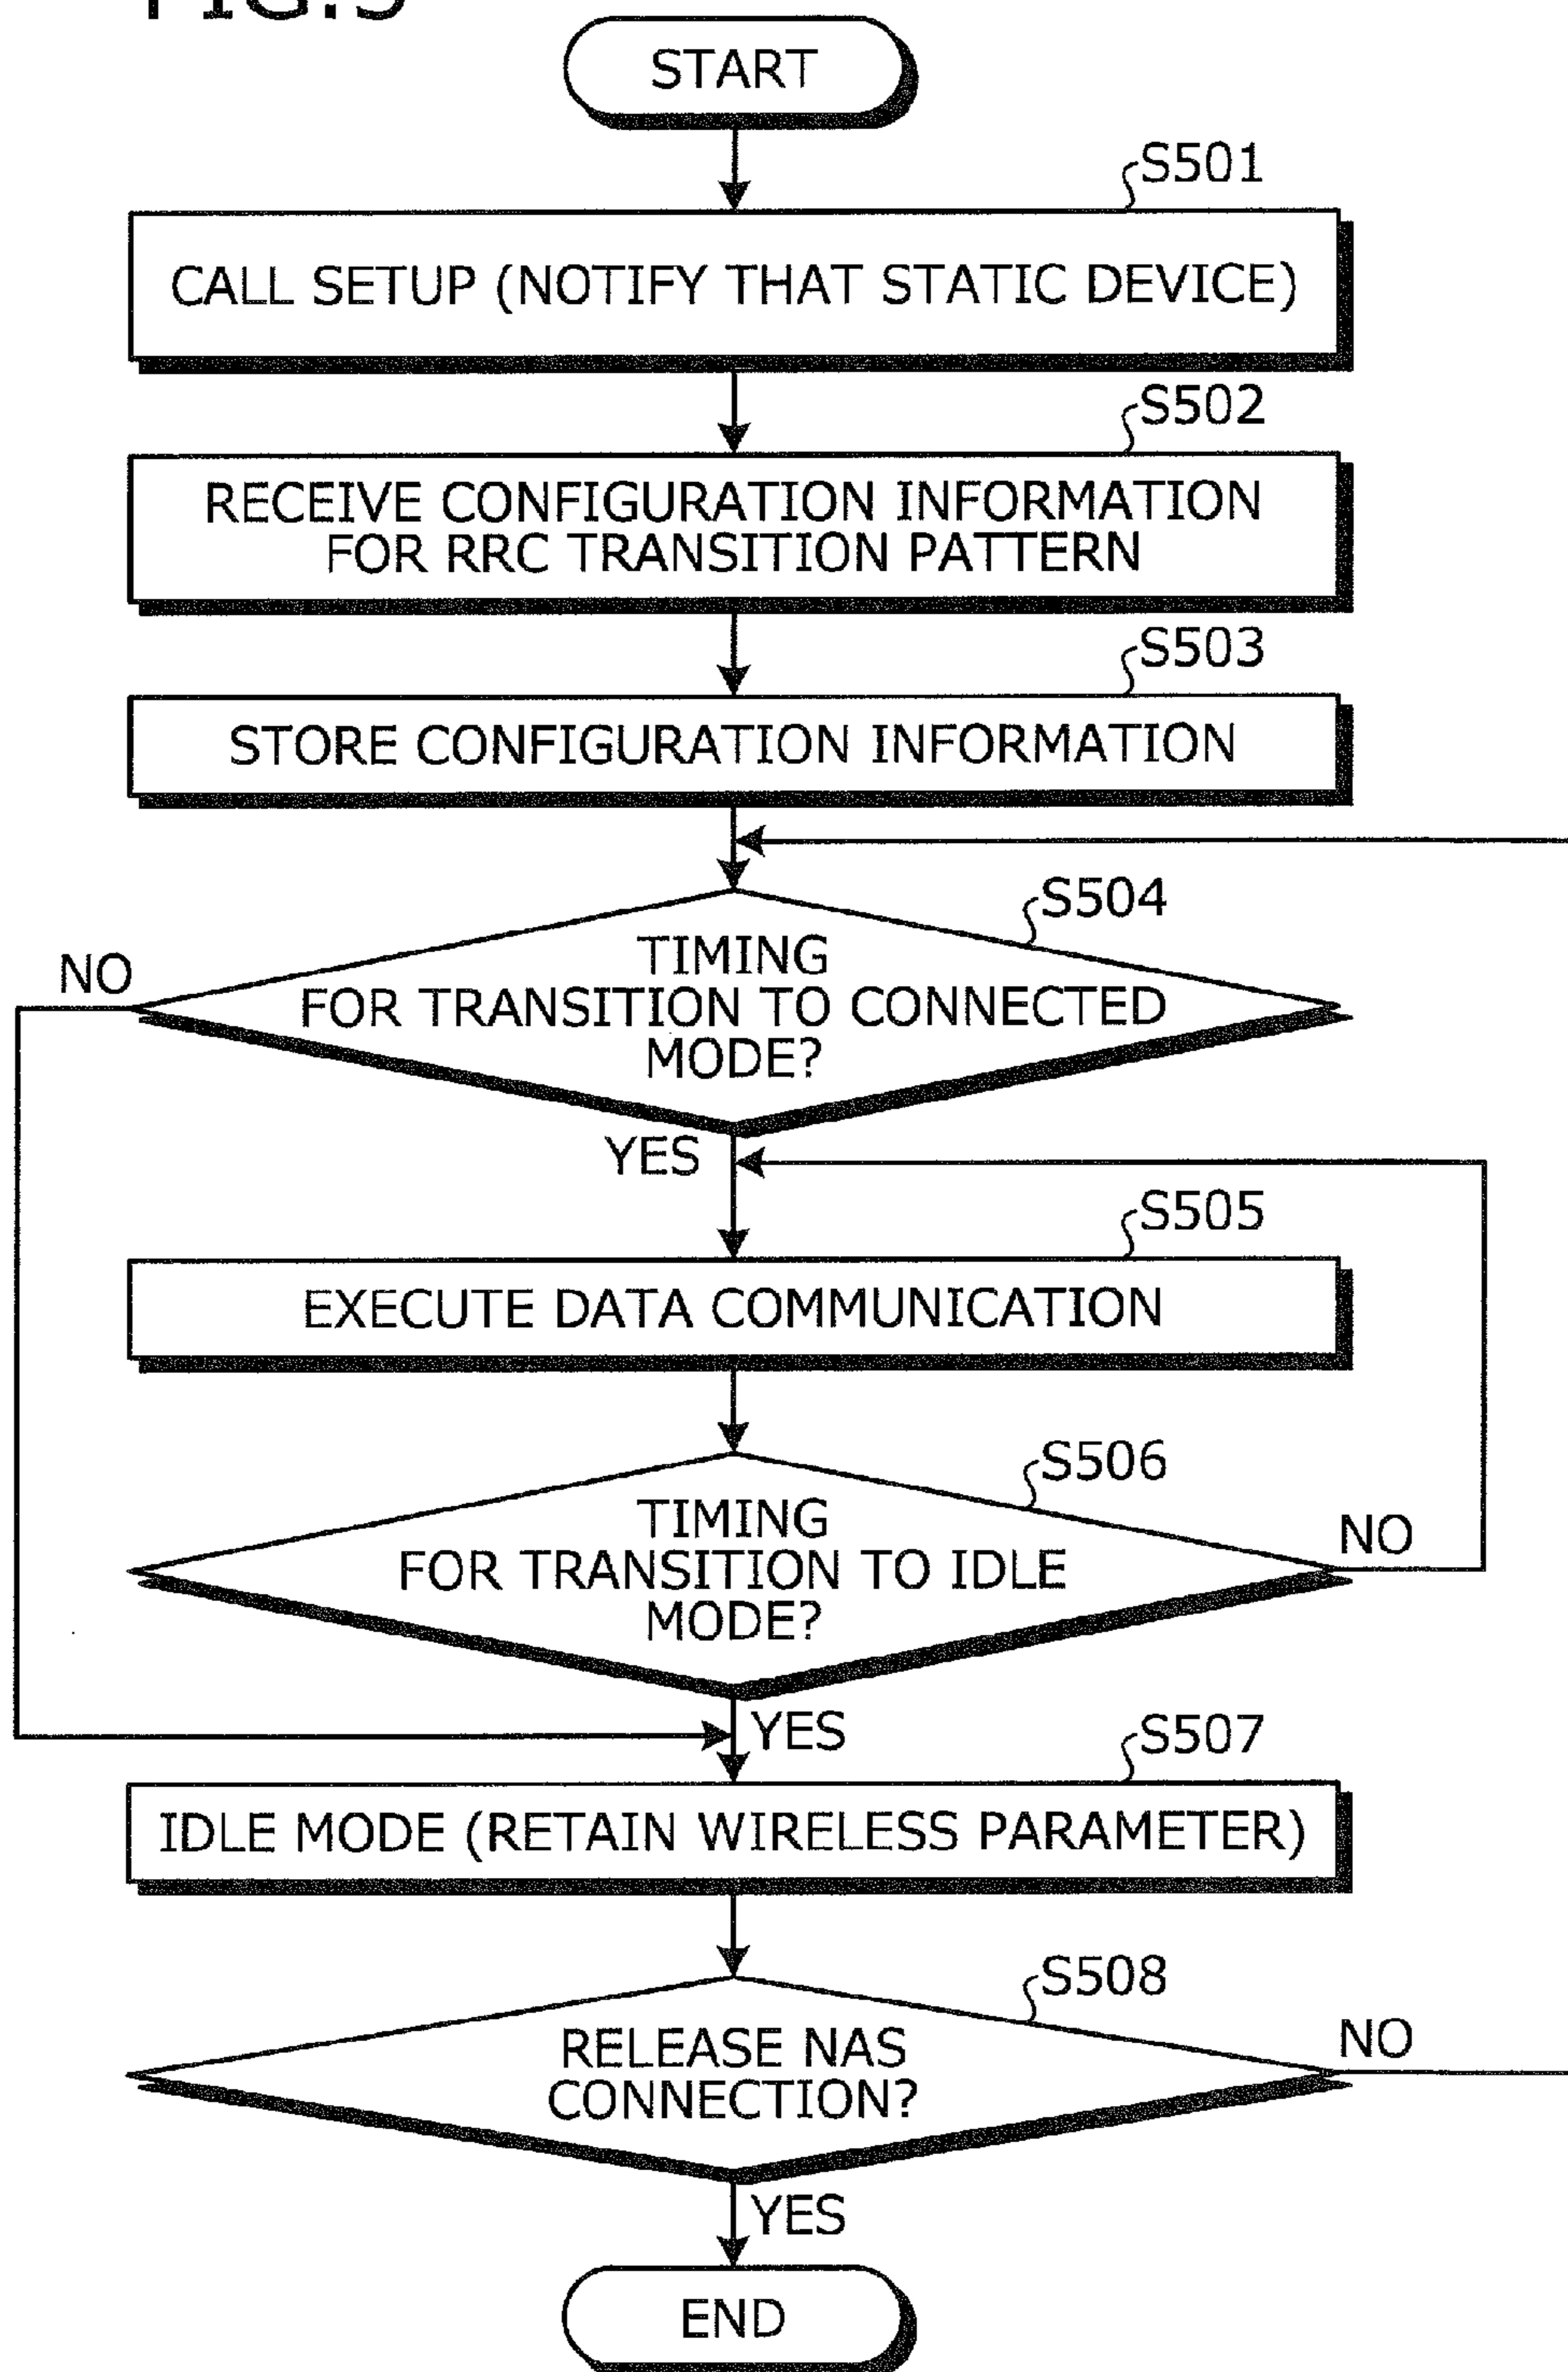 FIG.5
START
S501
CALL SETUP (NOTIFY THAT STATIC DEVICE)
S502
RECEIVE CONFIGURATION INFORMATION
FOR RRC TRANSITION PATTERN
S503
STORE CONFIGURATION INFORMATION
S504
NO
TIMING
FOR TRANSITION TO CONNECTED
MODE?
YES
S505
EXECUTE DATA COMMUNICATION
S506
TIMING
FOR TRANSITION TO IDLE
MODE?
NO
YES
S507
IDLE MODE (RETAIN WIRELESS PARAMETER)
S508
RELEASE NAS
CONNECTION?
NO
YES
END